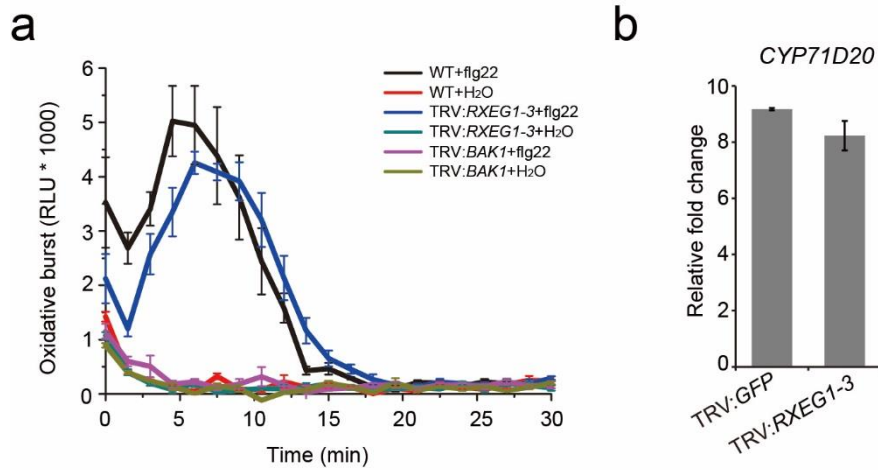 a
b
Oxidative burst (RLU * 1000)
6
5
4
3
2
1
0
0
5
10
15
20
25
30
Time (min)
WT+flg22
WT+H₂O
TRV:RXEG1-3+flg22
TRV:RXEG1-3+H₂O
TRV:BAK1+flg22
TRV:BAK1+H₂O
CYP71D20
Relative fold change
10
8
6
4
2
0
TRV:GFP
TRV:RXEG1-3